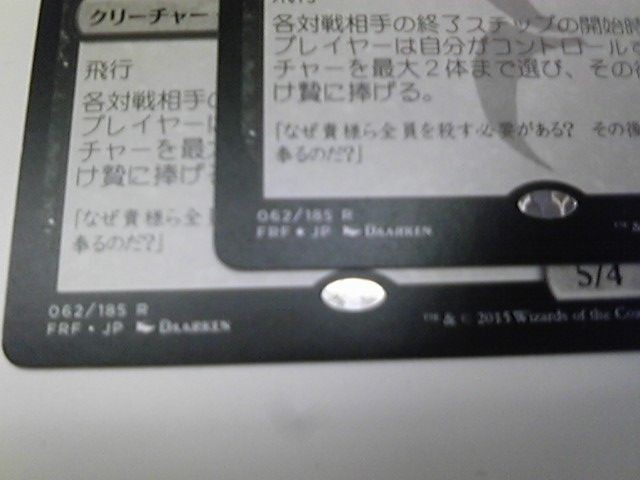 クリーチャー
飛行
各対戦相手の
プレイヤーは
チャーを最
け贄に捧げ
「なぜ貴様ら全員
奉るのだ?」
062/185 R
FRF • JP DAARKEN
™ & © 2015 Wizards of the Co
5/4
各対戦相手の終了ステップの開始時
プレイヤーは自分がコントロール
チャーを最大2体まで選び、その後
け贄に捧げる。
「なぜ貴様ら全員を殺す必要がある? その後
奉るのだ?」
062/185 R
FRF • JP DAARKEN
™ &